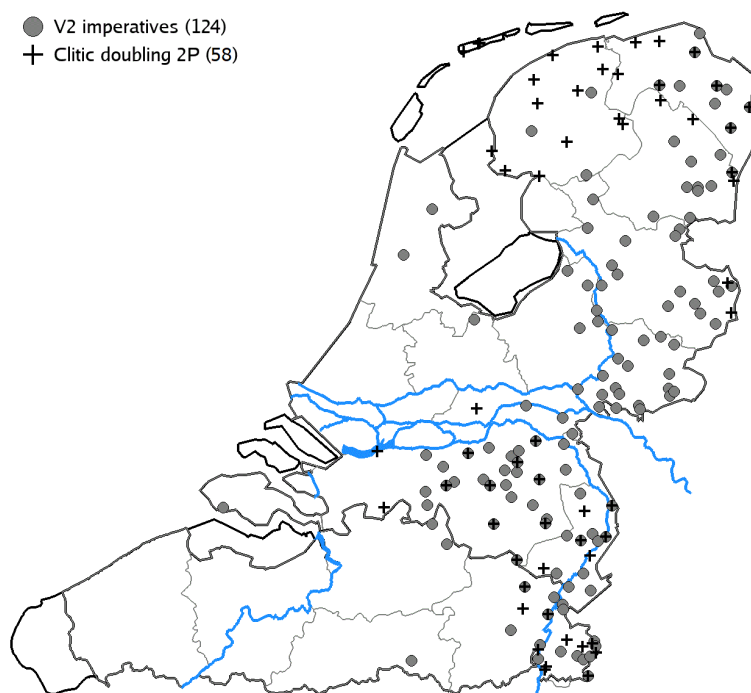 V2 imperatives (124)
Clitic doubling 2P (58)